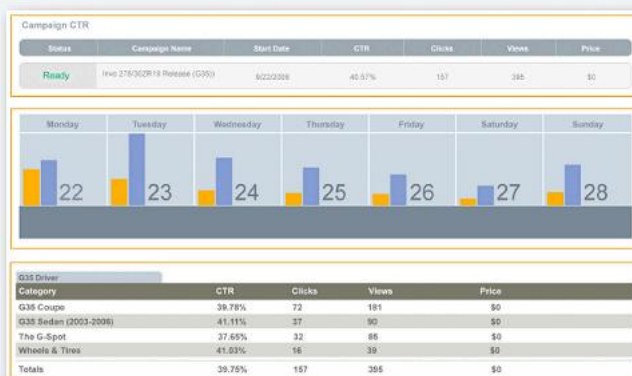 Campaign CTR
Status Campaign Name Start Date CTR Clicks Views Price
Ready 9/22/2008 40.57% 157 395 $0
Monday Tuesday Wednesday Thursday Friday Saturday Sunday
22 23 24 25 26 27 28
G35 Driver
Category CTR Clicks Views Price
G35 Coupe 39.78% 72 181 $0
G35 Sedan (2003-2006) 41.11% 37 90 $0
The G-Spot 37.65% 32 85 $0
Wheels & Tires 41.03% 16 39 $0
Totals 39.75% 157 395 $0